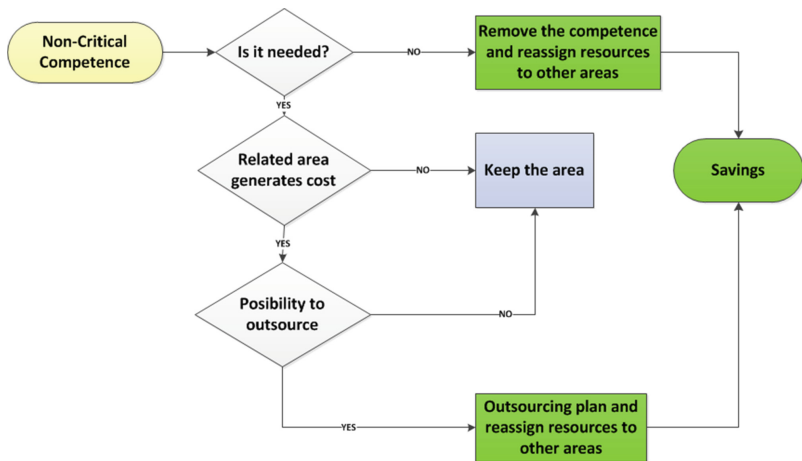 Non-Critical
Competence
Is it needed?
NO
Remove the competence
and reassign resources
to other areas
YES
Related area
generates cost
NO
Keep the area
Savings
YES
Posibility to
outsource
NO
YES
Outsourcing plan and
reassign resources to
other areas